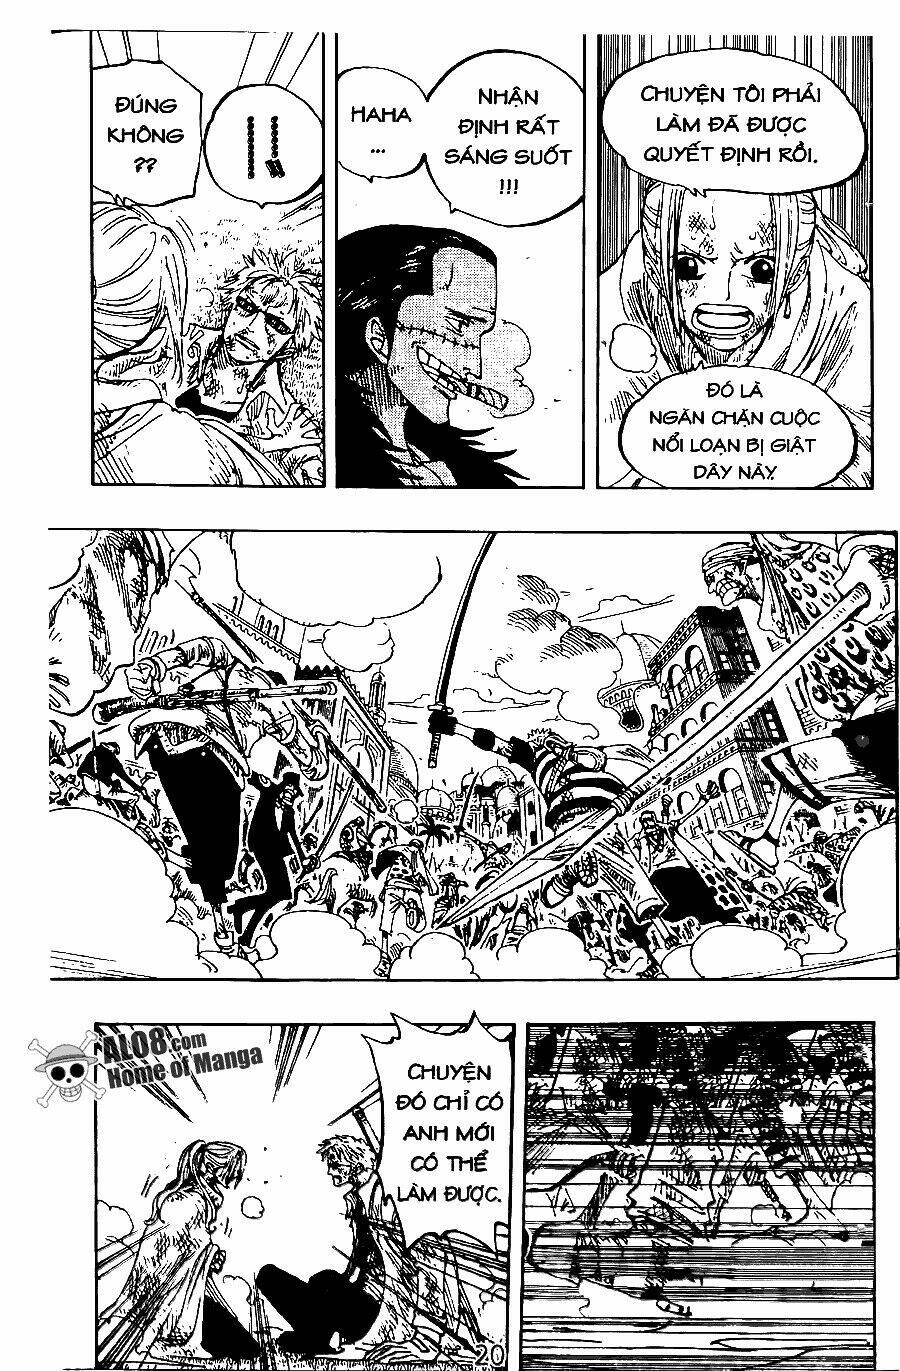 CHUYỆN TÔI PHẢI
LÀM ĐÃ ĐƯỢC
QUYẾT ĐỊNH RỒI.
ĐÓ LÀ
NGĂN CHẶN CUỘC
NỔI LOẠN BỊ GIẬT
DÂY NÀY.
NHẬN
ĐỊNH RẤT
SÁNG SUỐT
!!!
HAHA
...
!!
ĐÚNG
KHÔNG
??
CHUYỆN
ĐÓ CHỈ CÓ
ANH MỚI
CÓ THỂ
LÀM ĐƯỢC.
AL08.com
Home of Manga
20